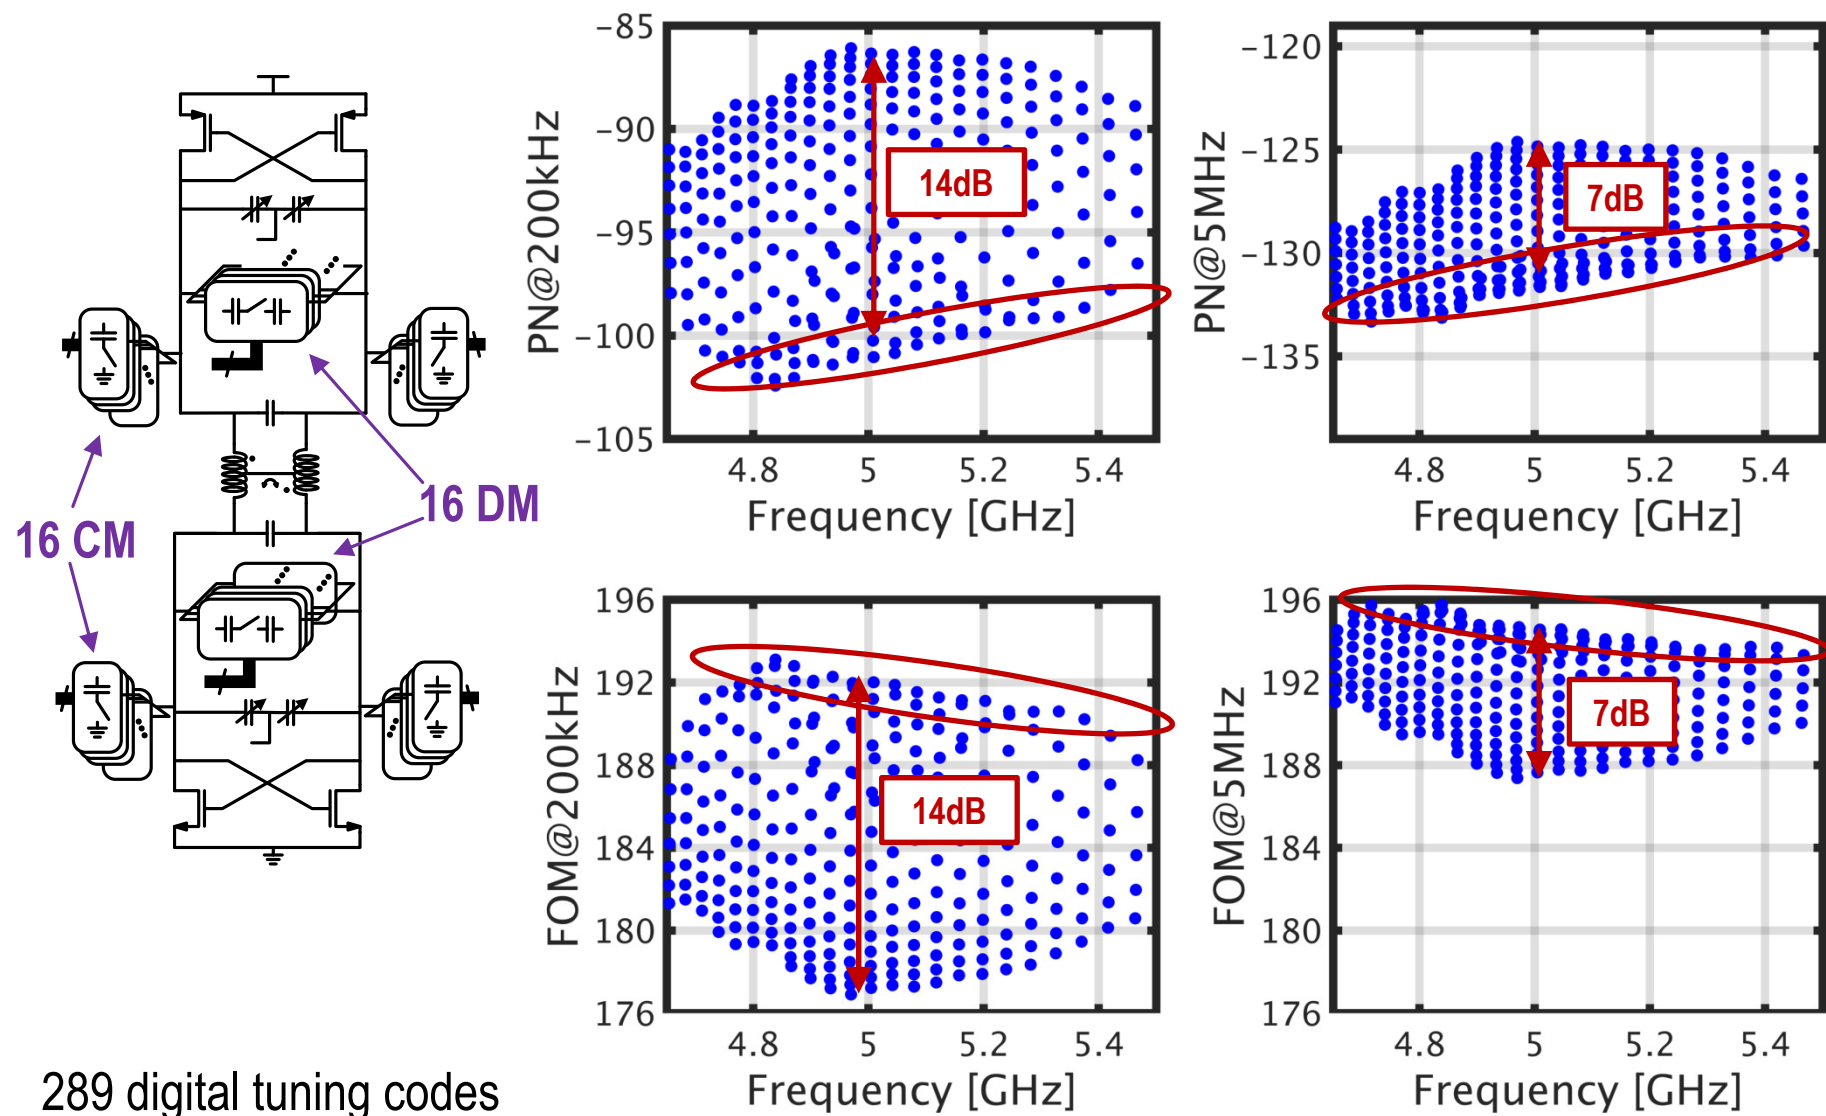 16 CM
16 DM
289 digital tuning codes
PN@200kHz
−85
−90
−95
−100
−105
14dB
4.8
5
5.2
5.4
Frequency [GHz]
PN@5MHz
−120
−125
−130
−135
7dB
4.8
5
5.2
5.4
Frequency [GHz]
FOM@200kHz
196
192
188
184
180
176
14dB
4.8
5
5.2
5.4
Frequency [GHz]
FOM@5MHz
196
192
188
184
180
176
7dB
4.8
5
5.2
5.4
Frequency [GHz]